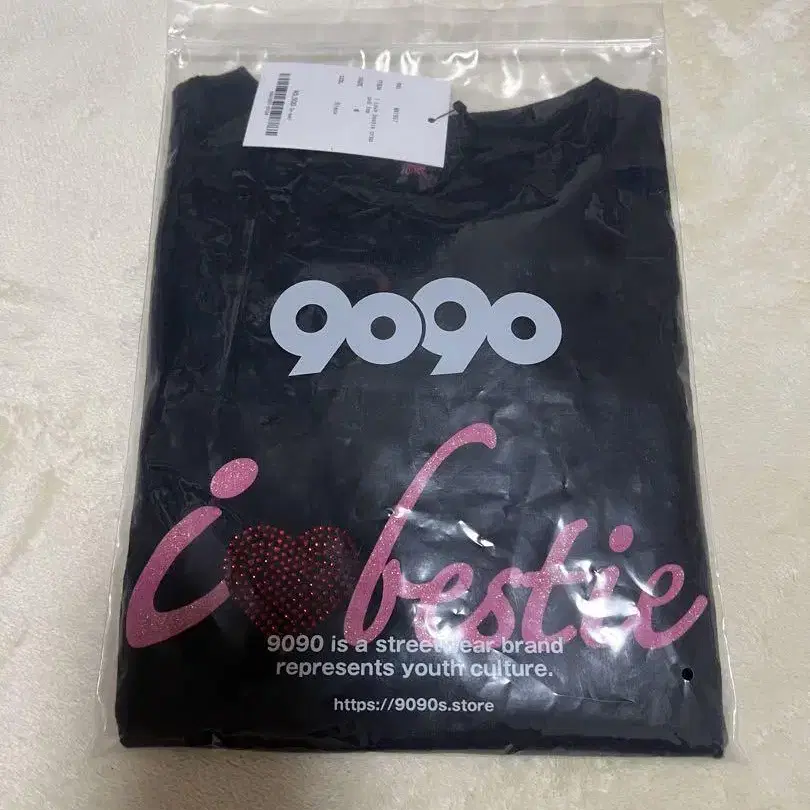 9090
i bestie
9090 is a streetwear brand
represents youth culture.
https://9090s.store